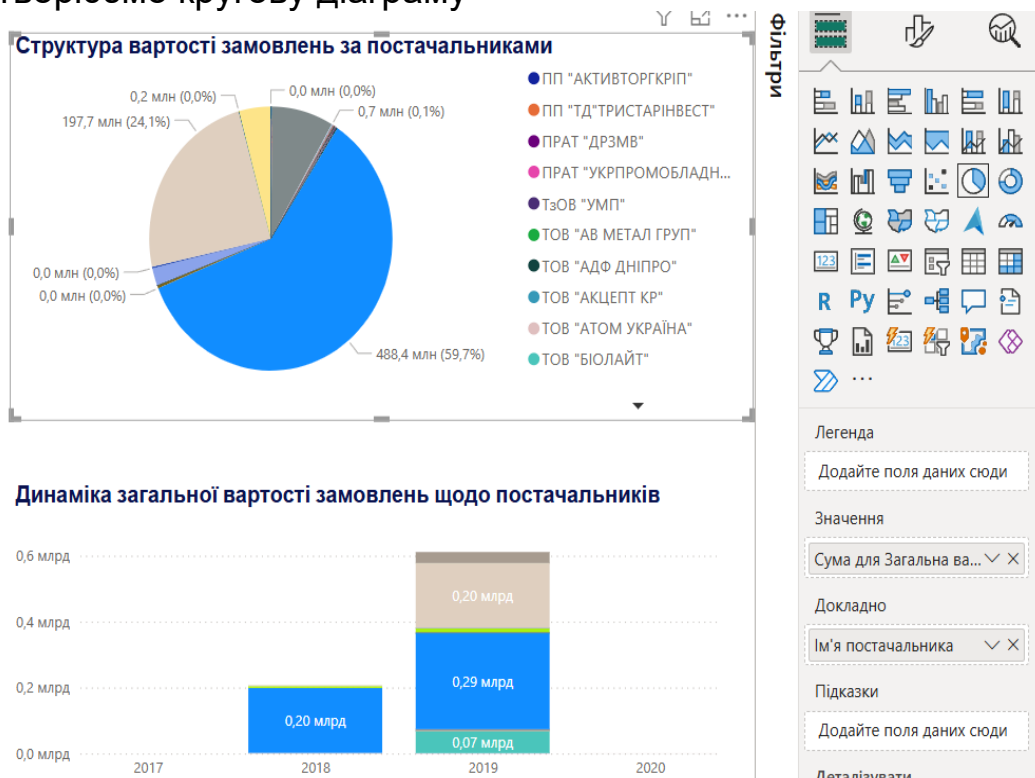 Структура вартості замовлень за постачальниками
0,2 млн (0,0%)
0,0 млн (0,0%)
197,7 млн (24,1%)
0,7 млн (0,1%)
0,0 млн (0,0%)
0,0 млн (0,0%)
488,4 млн (59,7%)
ПП "АКТИВТОРГКРІП"
ПП "ТД"ТРИСТАРІНВЕСТ"
ПРАТ "ДРЗМВ"
ПРАТ "УКРПРОМОБЛАДН...
ТзОВ "УМП"
ТОВ "АВ МЕТАЛ ГРУП"
ТОВ "АДФ ДНІПРО"
ТОВ "АКЦЕПТ КР"
ТОВ "АТОМ УКРАЇНА"
ТОВ "БІОЛАЙТ"
Динаміка загальної вартості замовлень щодо постачальників
0,6 млрд
0,4 млрд
0,2 млрд
0,0 млрд
0,20 млрд
0,20 млрд
0,29 млрд
0,07 млрд
2017
2018
2019
2020
Фільтри
123
R
Py
123
Легенда
Додайте поля даних сюди
Значення
Сума для Загальна ва...
Докладно
Ім'я постачальника
Підказки
Додайте поля даних сюди